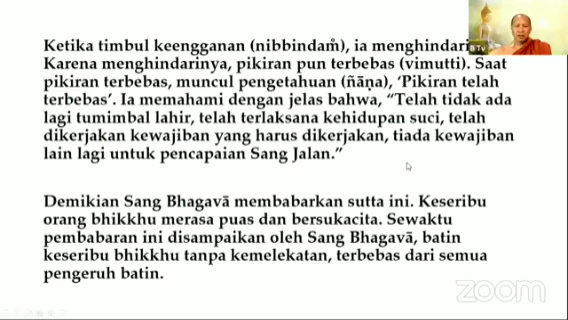 Ketika timbul keengganan (nibbindaṁ), ia menghindari
Karena menghindarinya, pikiran pun terbebas (vimutti). Saat
pikiran terbebas, muncul pengetahuan (ñāṇa), ‘Pikiran telah
terbebas’. Ia memahami dengan jelas bahwa, “Telah tidak ada
lagi tumimbal lahir, telah terlaksana kehidupan suci, telah
dikerjakan kewajiban yang harus dikerjakan, tiada kewajiban
lain lagi untuk pencapaian Sang Jalan.”
Demikian Sang Bhagavā membabarkan sutta ini. Keseribu
orang bhikkhu merasa puas dan bersukacita. Sewaktu
pembabaran ini disampaikan oleh Sang Bhagavā, batin
keseribu bhikkhu tanpa kemelekatan, terbebas dari semua
pengeruh batin.
B Tv
zoom